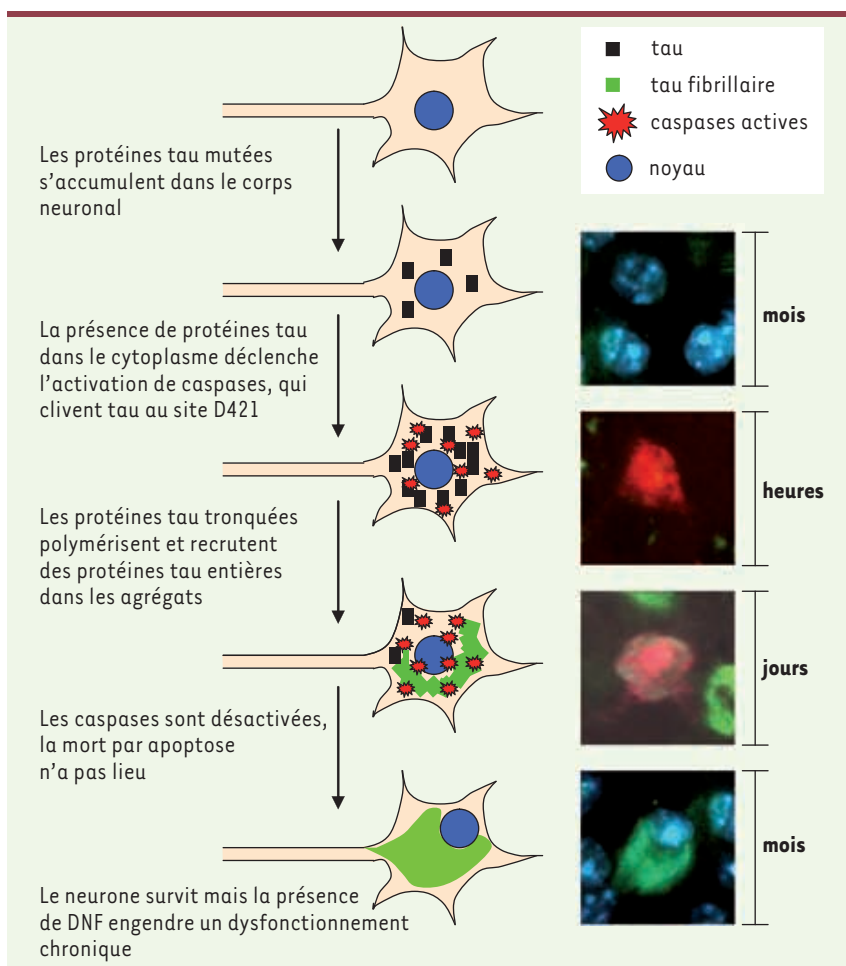 tau
tau fibrillaire
caspases actives
noyau
Les protéines tau mutées
s'accumulent dans le corps
neuronal
mois
La présence de protéines tau
dans le cytoplasme déclenche
l'activation de caspases, qui
clivent tau au site D421
heures
Les protéines tau tronquées
polymérisent et recrutent
des protéines tau entières
dans les agrégats
jours
Les caspases sont désactivées,
la mort par apoptose
n'a pas lieu
mois
Le neurone survit mais la présence
de DNF engendre un dysfonctionnement
chronique